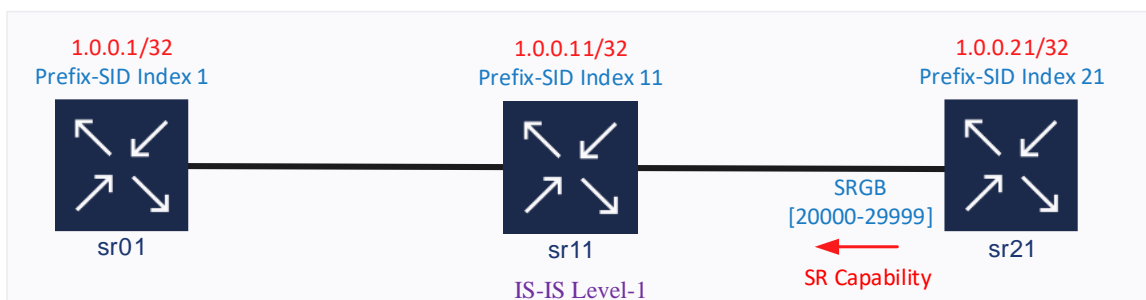 1.0.0.1/32
Prefix-SID Index 1
1.0.0.11/32
Prefix-SID Index 11
1.0.0.21/32
Prefix-SID Index 21
sr01
sr11
sr21
SRGB
[20000-29999]
SR Capability
IS-IS Level-1